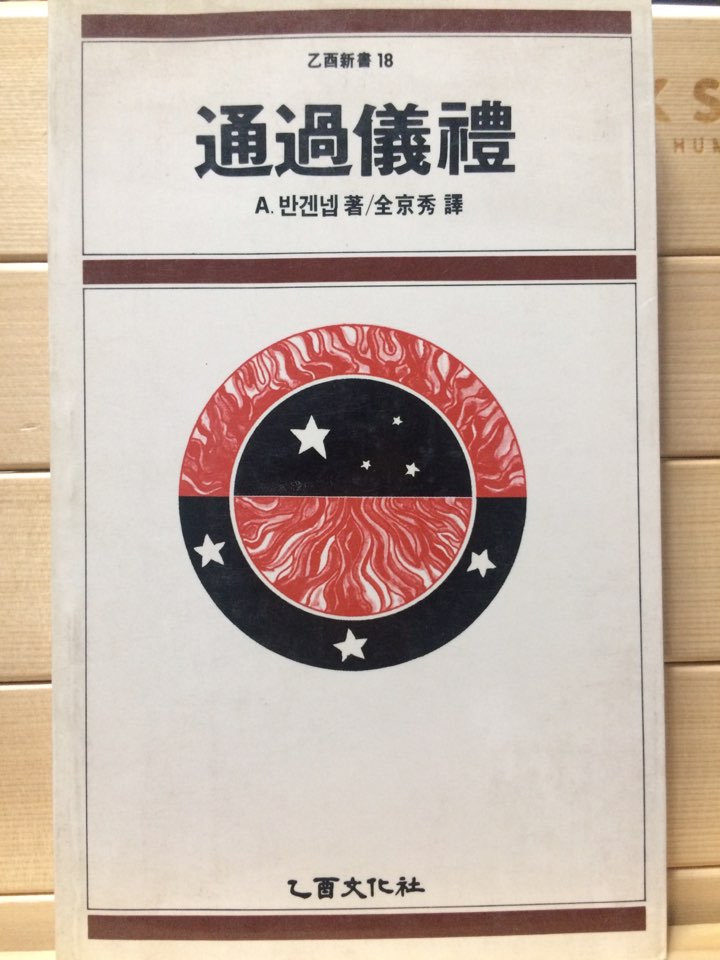 乙酉新書 18
通過儀禮
A. 반겐넵 著/全京秀 譯
K S
HUM
乙酉文化社